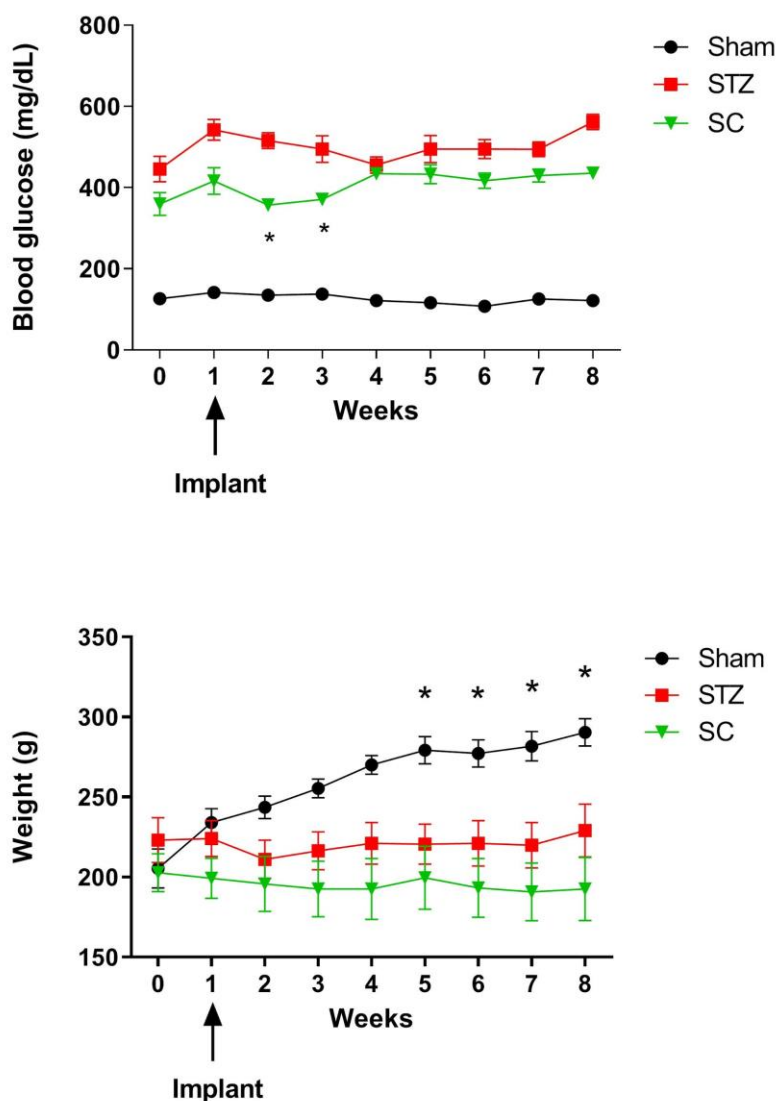 Blood glucose (mg/dL)
800
600
400
200
0
* *
0 1 2 3 4 5 6 7 8
Weeks
Implant
Sham
STZ
SC
Weight (g)
350
300
250
200
150
* * * *
0 1 2 3 4 5 6 7 8
Weeks
Implant
Sham
STZ
SC